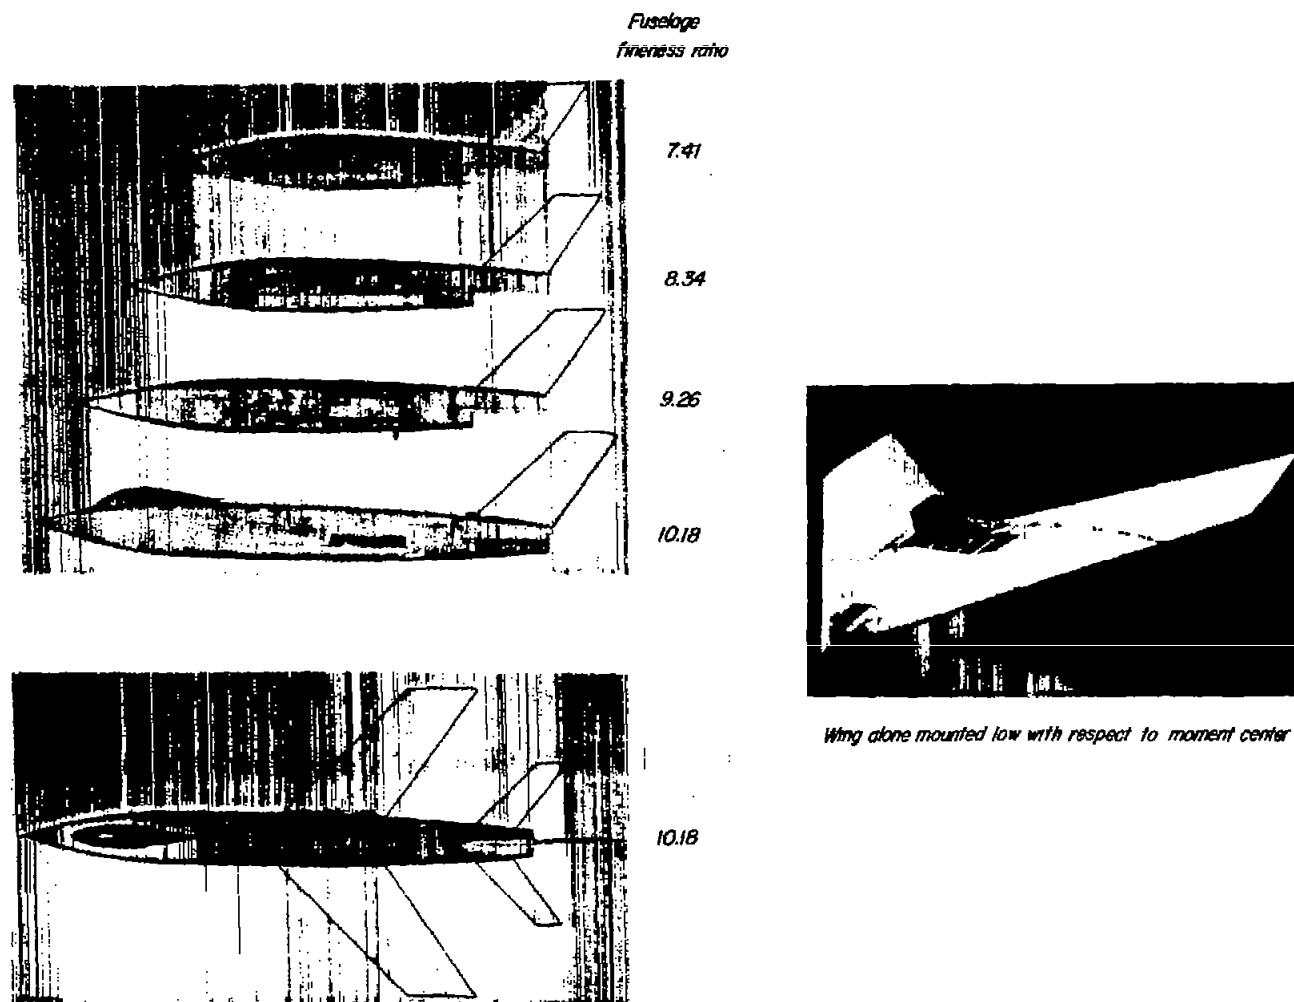 Fuselage
fineness ratio
7.41
8.34
9.26
10.18
10.18
Wing alone mounted low with respect to moment center